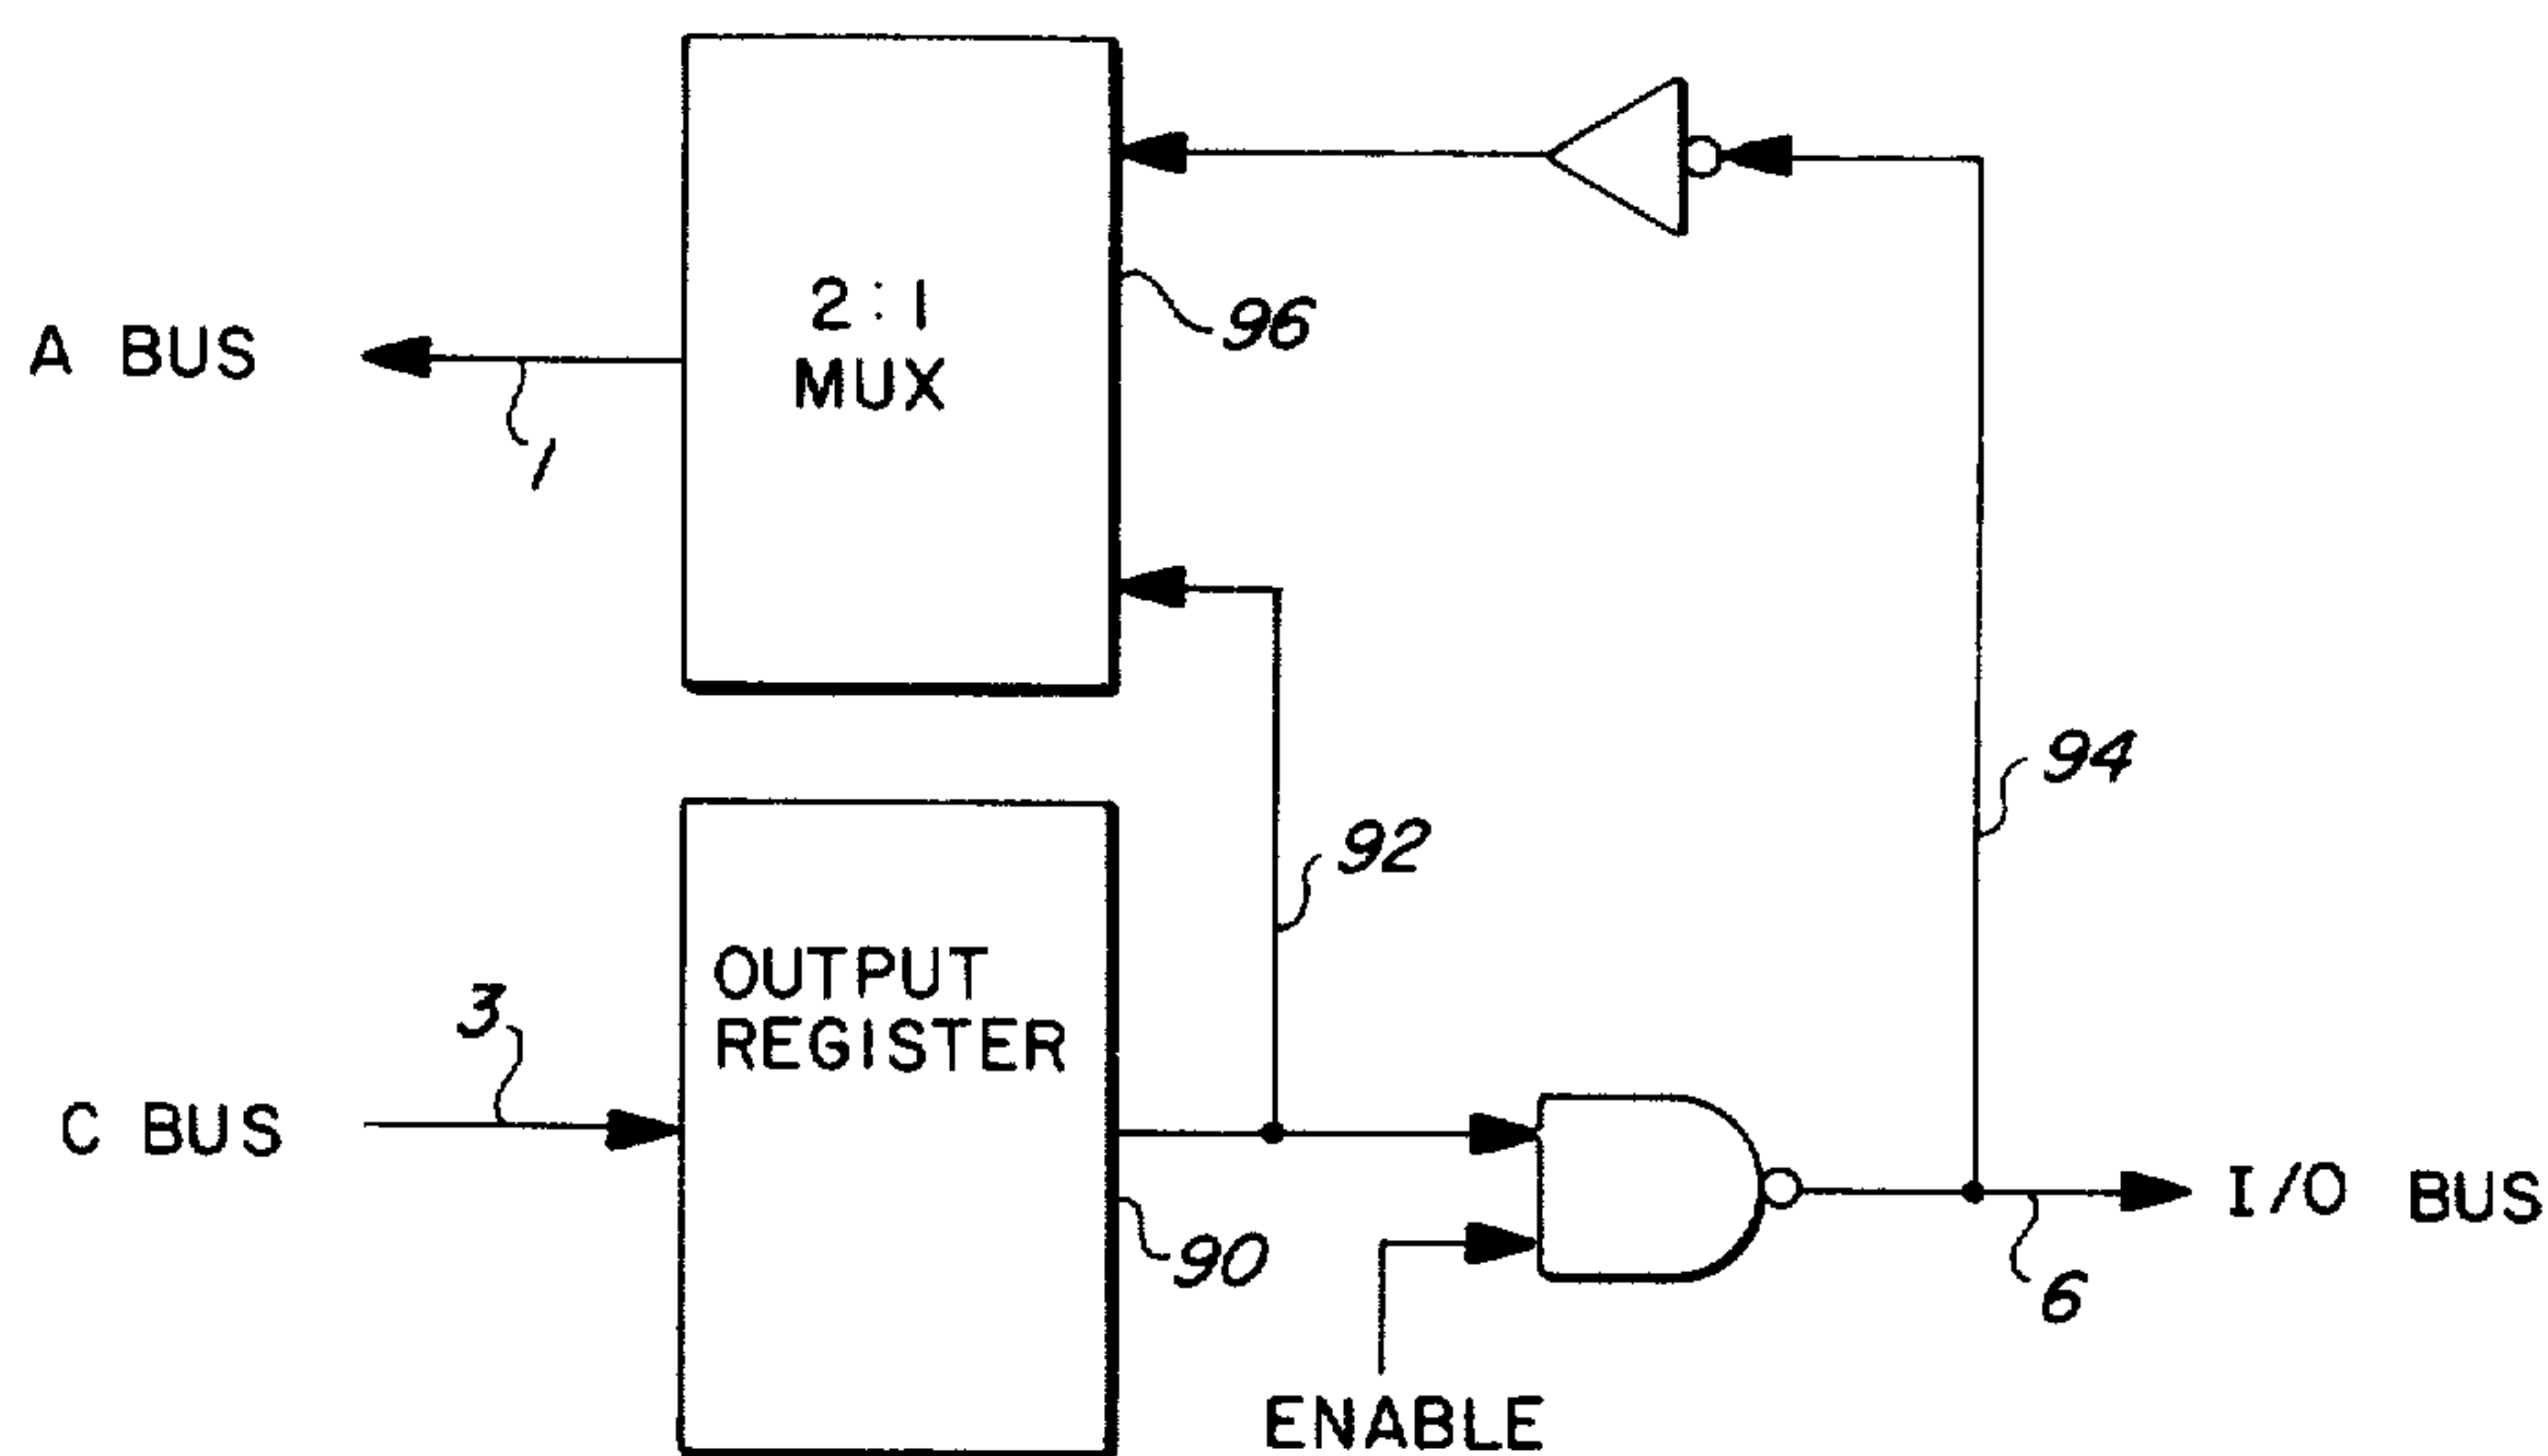 2:1
MUX
96
A BUS
1
94
92
OUTPUT
REGISTER
3
C BUS
I/O BUS
90
6
ENABLE